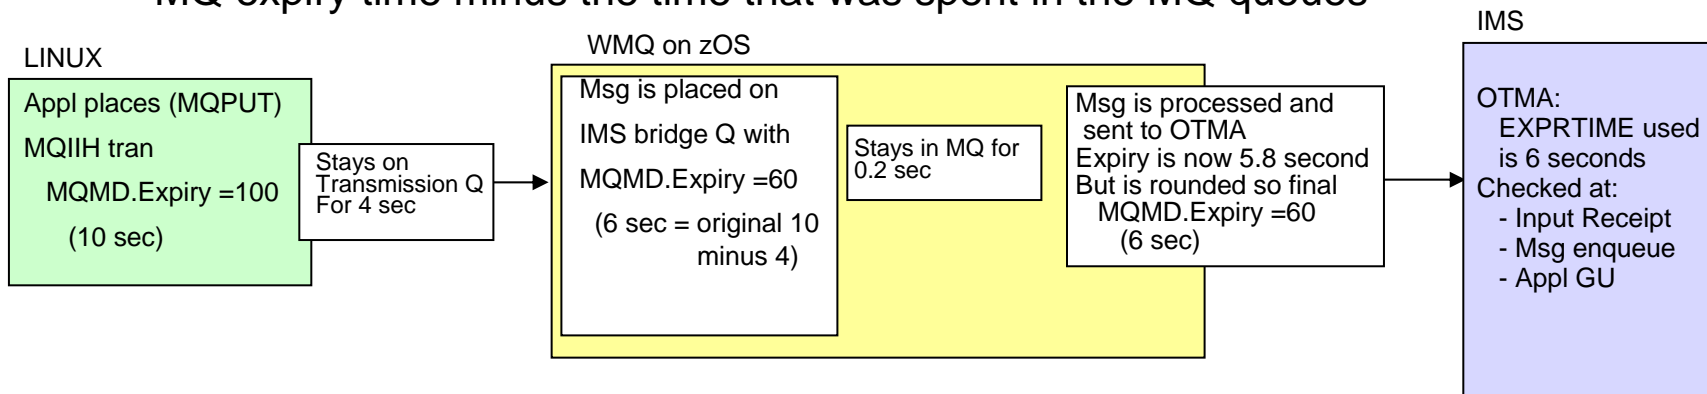 MQ expiry time minus the time that was spent in the MQ queues
LINUX
Appl places (MQPUT)
MQIIH tran
MQMD.Expiry =100
(10 sec)
Stays on
Transmission Q
For 4 sec
WMQ on zOS
Msg is placed on
IMS bridge Q with
MQMD.Expiry =60
(6 sec = original 10
minus 4)
Stays in MQ for
0.2 sec
Msg is processed and
sent to OTMA
Expiry is now 5.8 second
But is rounded so final
MQMD.Expiry =60
(6 sec)
IMS
OTMA:
EXPRTIME used
is 6 seconds
Checked at:
- Input Receipt
- Msg enqueue
- Appl GU